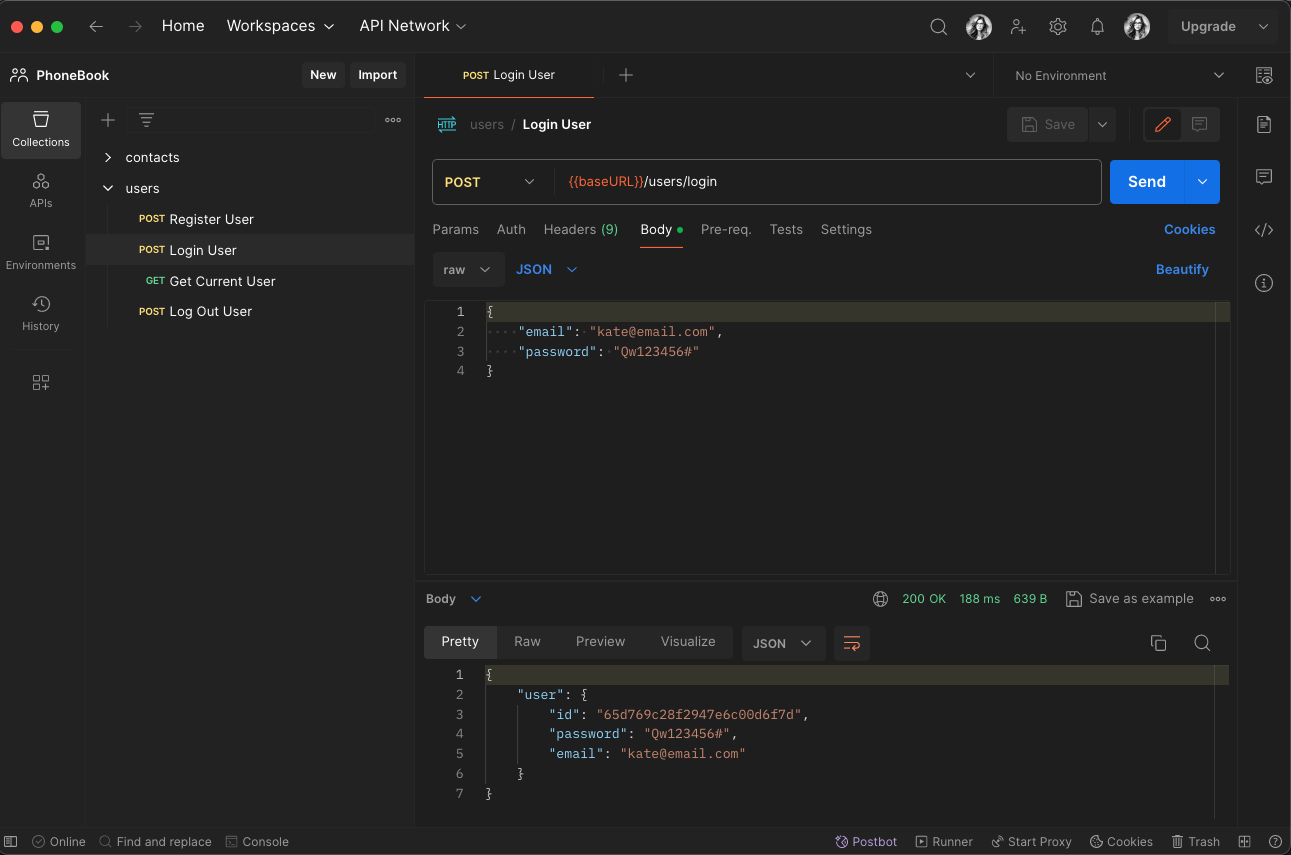 Home Workspaces API Network Upgrade
PhoneBook New Import POST Login User No Environment
Collections
APIs
Environments
History
contacts
users
POST Register User
POST Login User
GET Get Current User
POST Log Out User
HTTP users / Login User Save
POST {{baseURL}}/users/login Send
Params Auth Headers (9) Body Pre-req. Tests Settings Cookies
raw JSON Beautify
1 {
2 "email": "kate@email.com",
3 "password": "Qw123456#"
4 }
Body 200 OK 188 ms 639 B Save as example
Pretty Raw Preview Visualize JSON
1 {
2 "user": {
3 "id": "65d769c28f2947e6c00d6f7d",
4 "password": "Qw123456#",
5 "email": "kate@email.com"
6 }
7 }
Online Find and replace Console Postbot Runner Start Proxy Cookies Trash